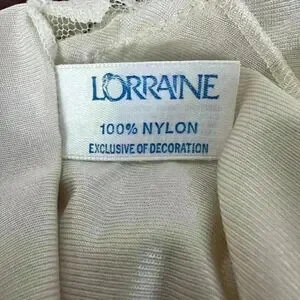 LORRAINE
100% NYLON
EXCLUSIVE OF DECORATION